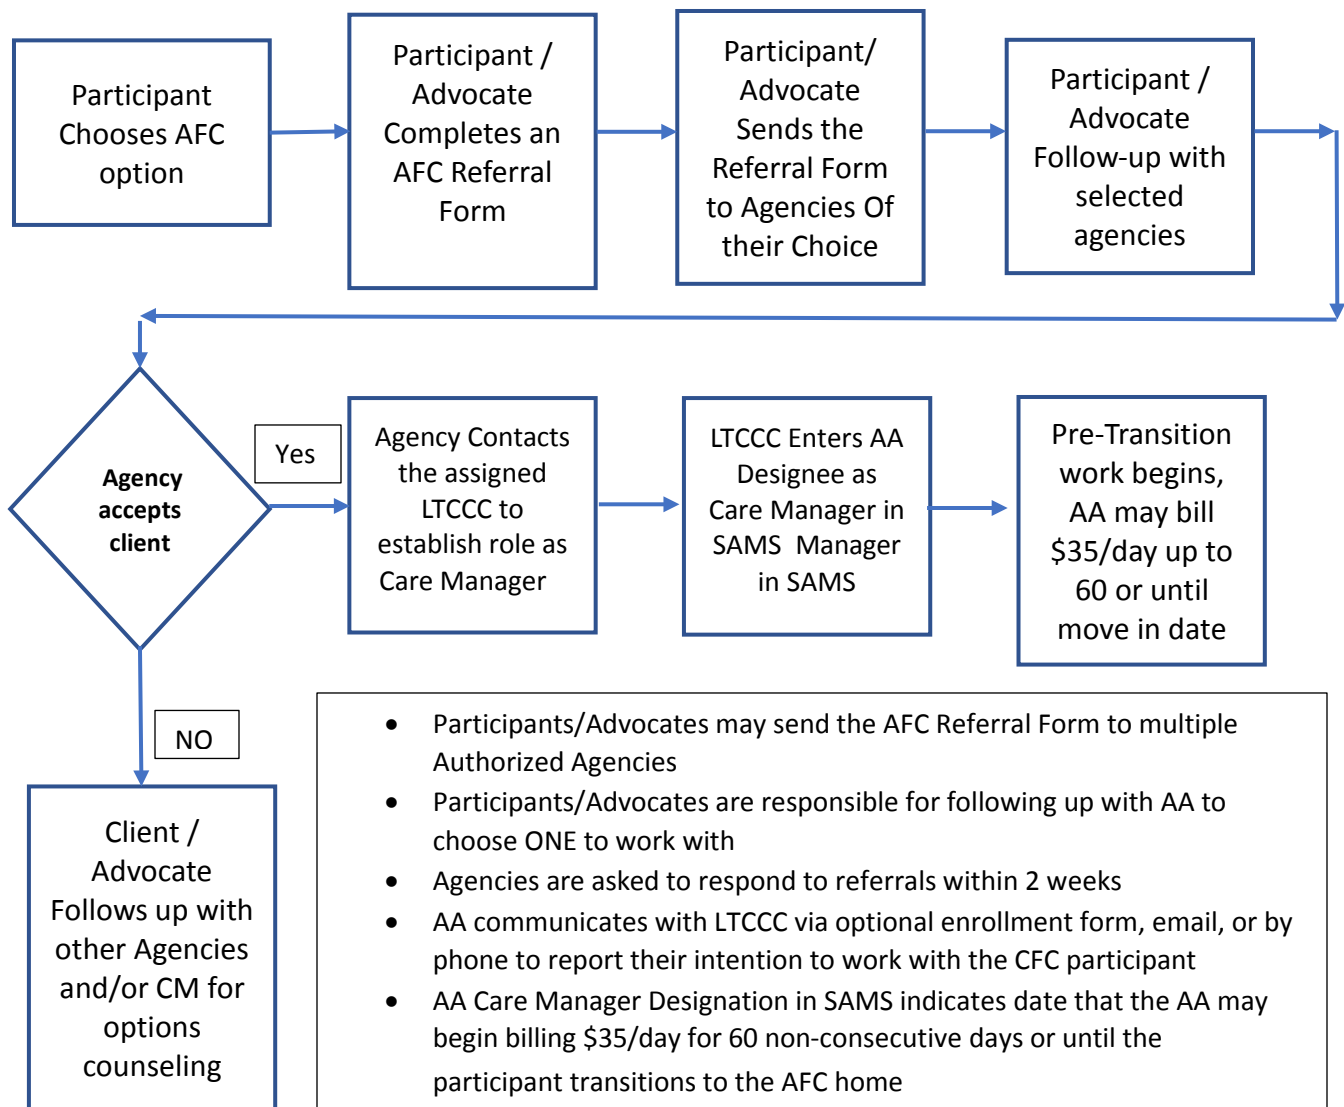 Participant
Chooses AFC
option
Participant /
Advocate
Completes an
AFC Referral
Form
Participant/
Advocate
Sends the
Referral Form
to Agencies Of
their Choice
Participant /
Advocate
Follow-up with
selected
agencies
Agency
accepts
client
Yes
Agency Contacts
the assigned
LTCCC to
establish role as
Care Manager
LTCCC Enters AA
Designee as
Care Manager in
SAMS Manager
in SAMS
Pre-Transition
work begins,
AA may bill
$35/day up to
60 or until
move in date
NO
Client /
Advocate
Follows up with
other Agencies
and/or CM for
options
counseling
• Participants/Advocates may send the AFC Referral Form to multiple
Authorized Agencies
• Participants/Advocates are responsible for following up with AA to
choose ONE to work with
• Agencies are asked to respond to referrals within 2 weeks
• AA communicates with LTCCC via optional enrollment form, email, or by
phone to report their intention to work with the CFC participant
• AA Care Manager Designation in SAMS indicates date that the AA may
begin billing $35/day for 60 non-consecutive days or until the
participant transitions to the AFC home